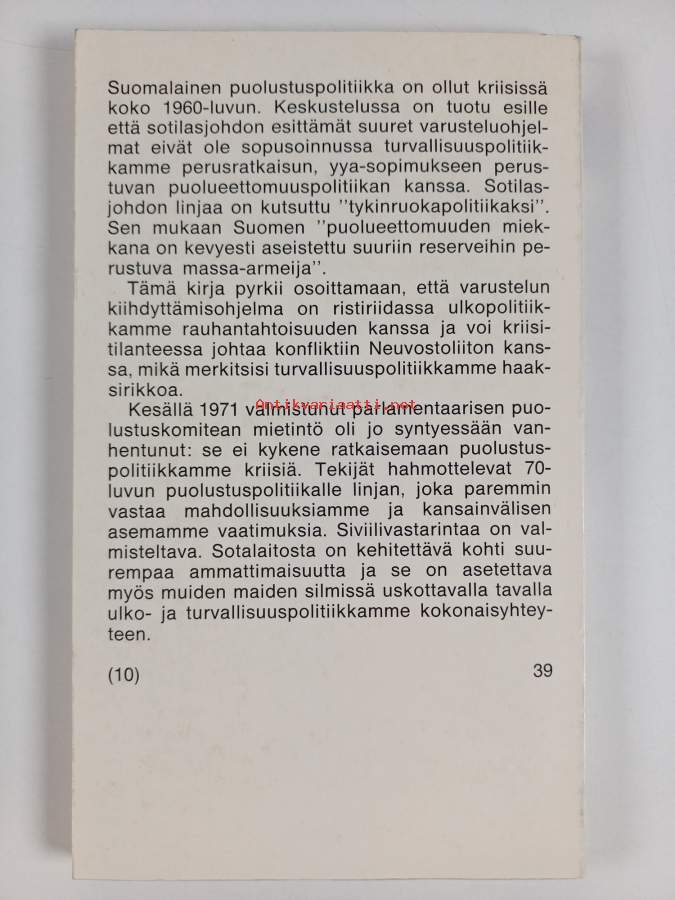 Suomalainen puolustuspolitiikka on ollut kriisissä
koko 1960-luvun. Keskustelussa on tuotu esille
että sotilasjohdon esittämät suuret varusteluohjel-
mat eivät ole sopusoinnussa turvallisuuspolitiik-
kamme perusratkaisun, yya-sopimukseen perus-
tuvan puolueettomuuspolitiikan kanssa. Sotilas-
johdon linjaa on kutsuttu "tykinruokapolitiikaksi".
Sen mukaan Suomen "puolueettomuuden miek-
kana on kevyesti aseistettu suuriin reserveihin pe-
rustuva massa-armeija".
Tämä kirja pyrkii osoittamaan, että varustelun
kiihdyttämisohjelma on ristiriidassa ulkopolitiik-
kamme rauhantahtoisuuden kanssa ja voi kriisi-
tilanteessa johtaa konfliktiin Neuvostoliiton kans-
sa, mikä merkitsisi turvallisuuspolitiikkamme haak-
sirikkoa.
Antikvariaatti.net
Kesällä 1971 valmistunut parlamentaarisen puo-
lustuskomitean mietintö oli jo syntyessään van-
hentunut: se ei kykene ratkaisemaan puolustus-
politiikkamme kriisiä. Tekijät hahmottelevat 70-
luvun puolustuspolitiikalle linjan, joka paremmin
vastaa mahdollisuuksiamme ja kansainvälisen
asemamme vaatimuksia. Siviilivastarintaa on val-
misteltava. Sotalaitosta on kehitettävä kohti suu-
rempaa ammattimaisuutta ja se on asetettava
myös muiden maiden silmissä uskottavalla tavalla
ulko- ja turvallisuuspolitiikkamme kokonaisyhtey-
teen.
(10) 39